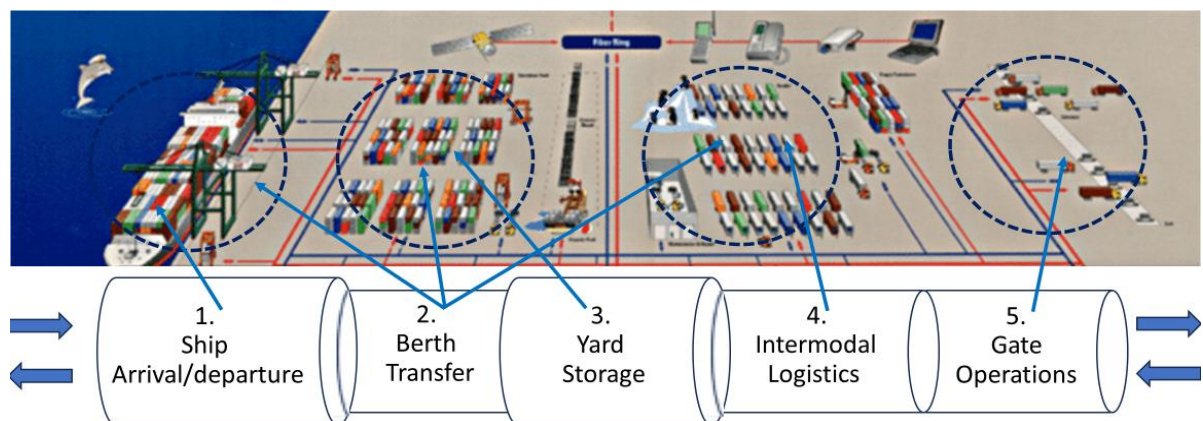 Fiber Ring
1.
Ship
Arrival/departure
2.
Berth
Transfer
3.
Yard
Storage
4.
Intermodal
Logistics
5.
Gate
Operations